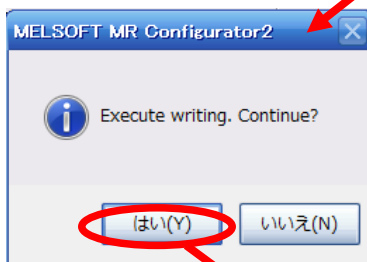 MELSOFT MR Configurator2
Execute writing. Continue?
はい(Y)
いいえ(N)